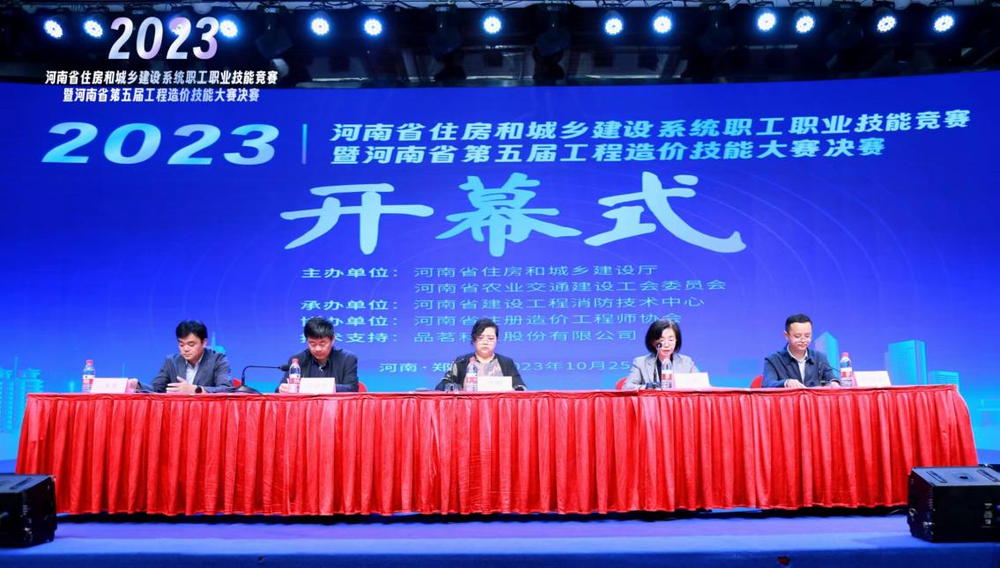 2023
河南省住房和城乡建设系统职工职业技能竞赛
暨河南省第五届工程造价技能大赛决赛
2023
河南省住房和城乡建设系统职工职业技能竞赛
暨河南省第五届工程造价技能大赛决赛
开幕式
主办单位：河南省住房和城乡建设厅
河南省农业交通建设工会委员会
承办单位：河南省建设工程消防技术中心
办单位：河南省注册造价工程师协会
支持：品茗科股份有限公司
河南·郑 2023年10月25